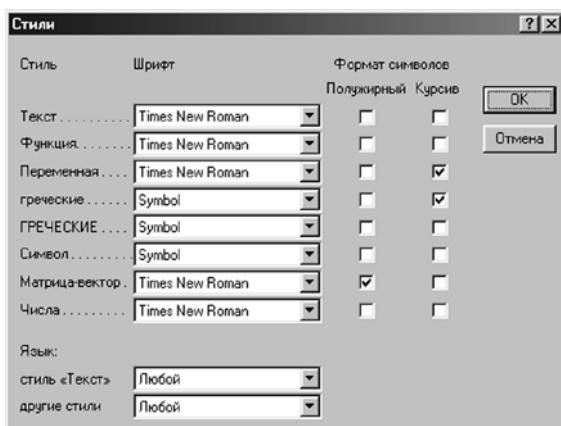 Стили
Стиль Шрифт Формат символов
Полужирный Курсив
OK
Текст.......... Times New Roman
Функция........ Times New Roman
Отмена
Переменная .... Times New Roman
греческие ...... Symbol
ГРЕЧЕСКИЕ .... Symbol
Символ......... Symbol
Матрица-вектор. Times New Roman
Числа......... Times New Roman
Язык:
стиль «Текст» Любой
другие стили Любой